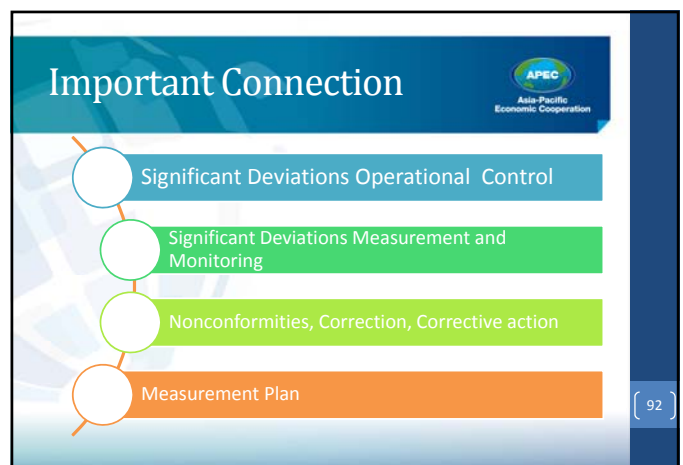 Important Connection
APEC
Asia-Pacific
Economic Cooperation
Significant Deviations Operational Control
Significant Deviations Measurement and
Monitoring
Nonconformities, Correction, Corrective action
Measurement Plan
92